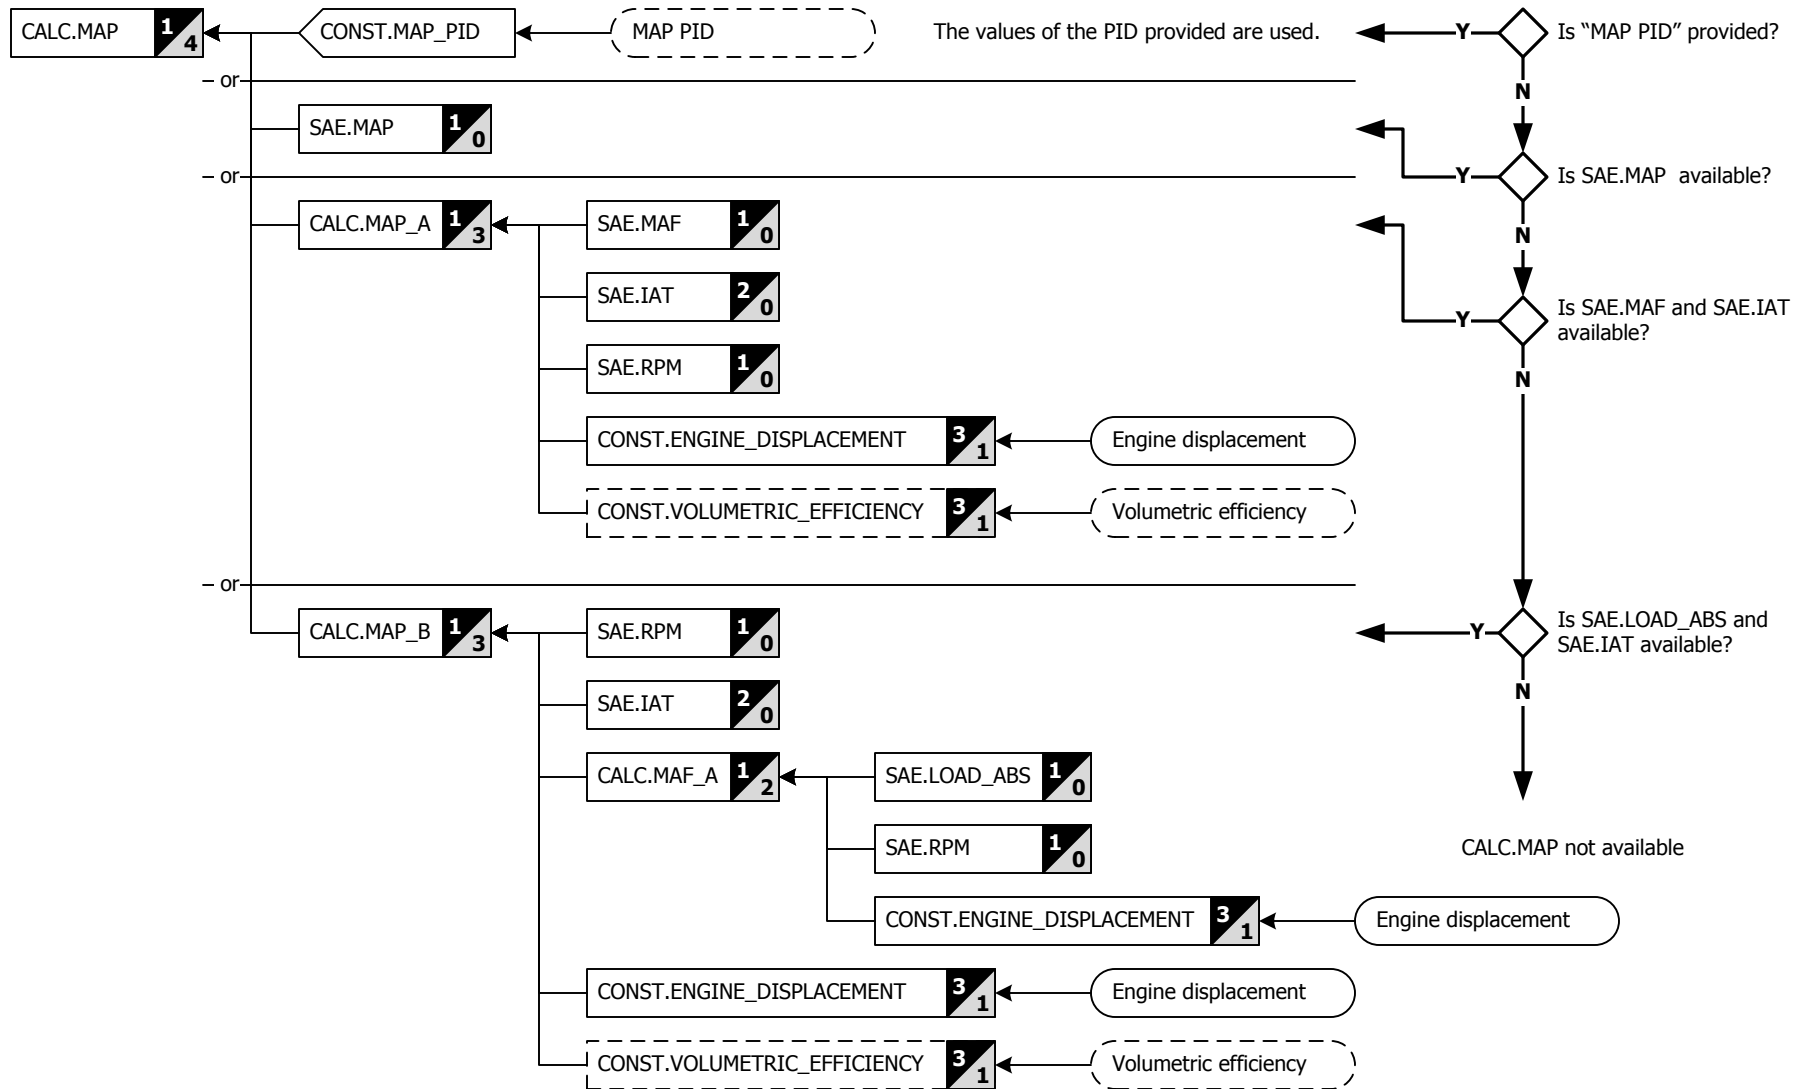 CALC.MAP 1 4 CONST.MAP_PID MAP PID The values of the PID provided are used. Y Is “MAP PID” provided?
– or
N
SAE.MAP 1 0
– or
Y Is SAE.MAP available?
CALC.MAP_A 1 3 SAE.MAF 1 0
N
SAE.IAT 2 0
Y Is SAE.MAF and SAE.IAT
available?
SAE.RPM 1 0
N
CONST.ENGINE_DISPLACEMENT 3 1 Engine displacement
CONST.VOLUMETRIC_EFFICIENCY 3 1 Volumetric efficiency
– or
CALC.MAP_B 1 3 SAE.RPM 1 0 Y Is SAE.LOAD_ABS and
SAE.IAT available?
SAE.IAT 2 0
N
CALC.MAF_A 1 2 SAE.LOAD_ABS 1 0
SAE.RPM 1 0 CALC.MAP not available
CONST.ENGINE_DISPLACEMENT 3 1 Engine displacement
CONST.ENGINE_DISPLACEMENT 3 1 Engine displacement
CONST.VOLUMETRIC_EFFICIENCY 3 1 Volumetric efficiency